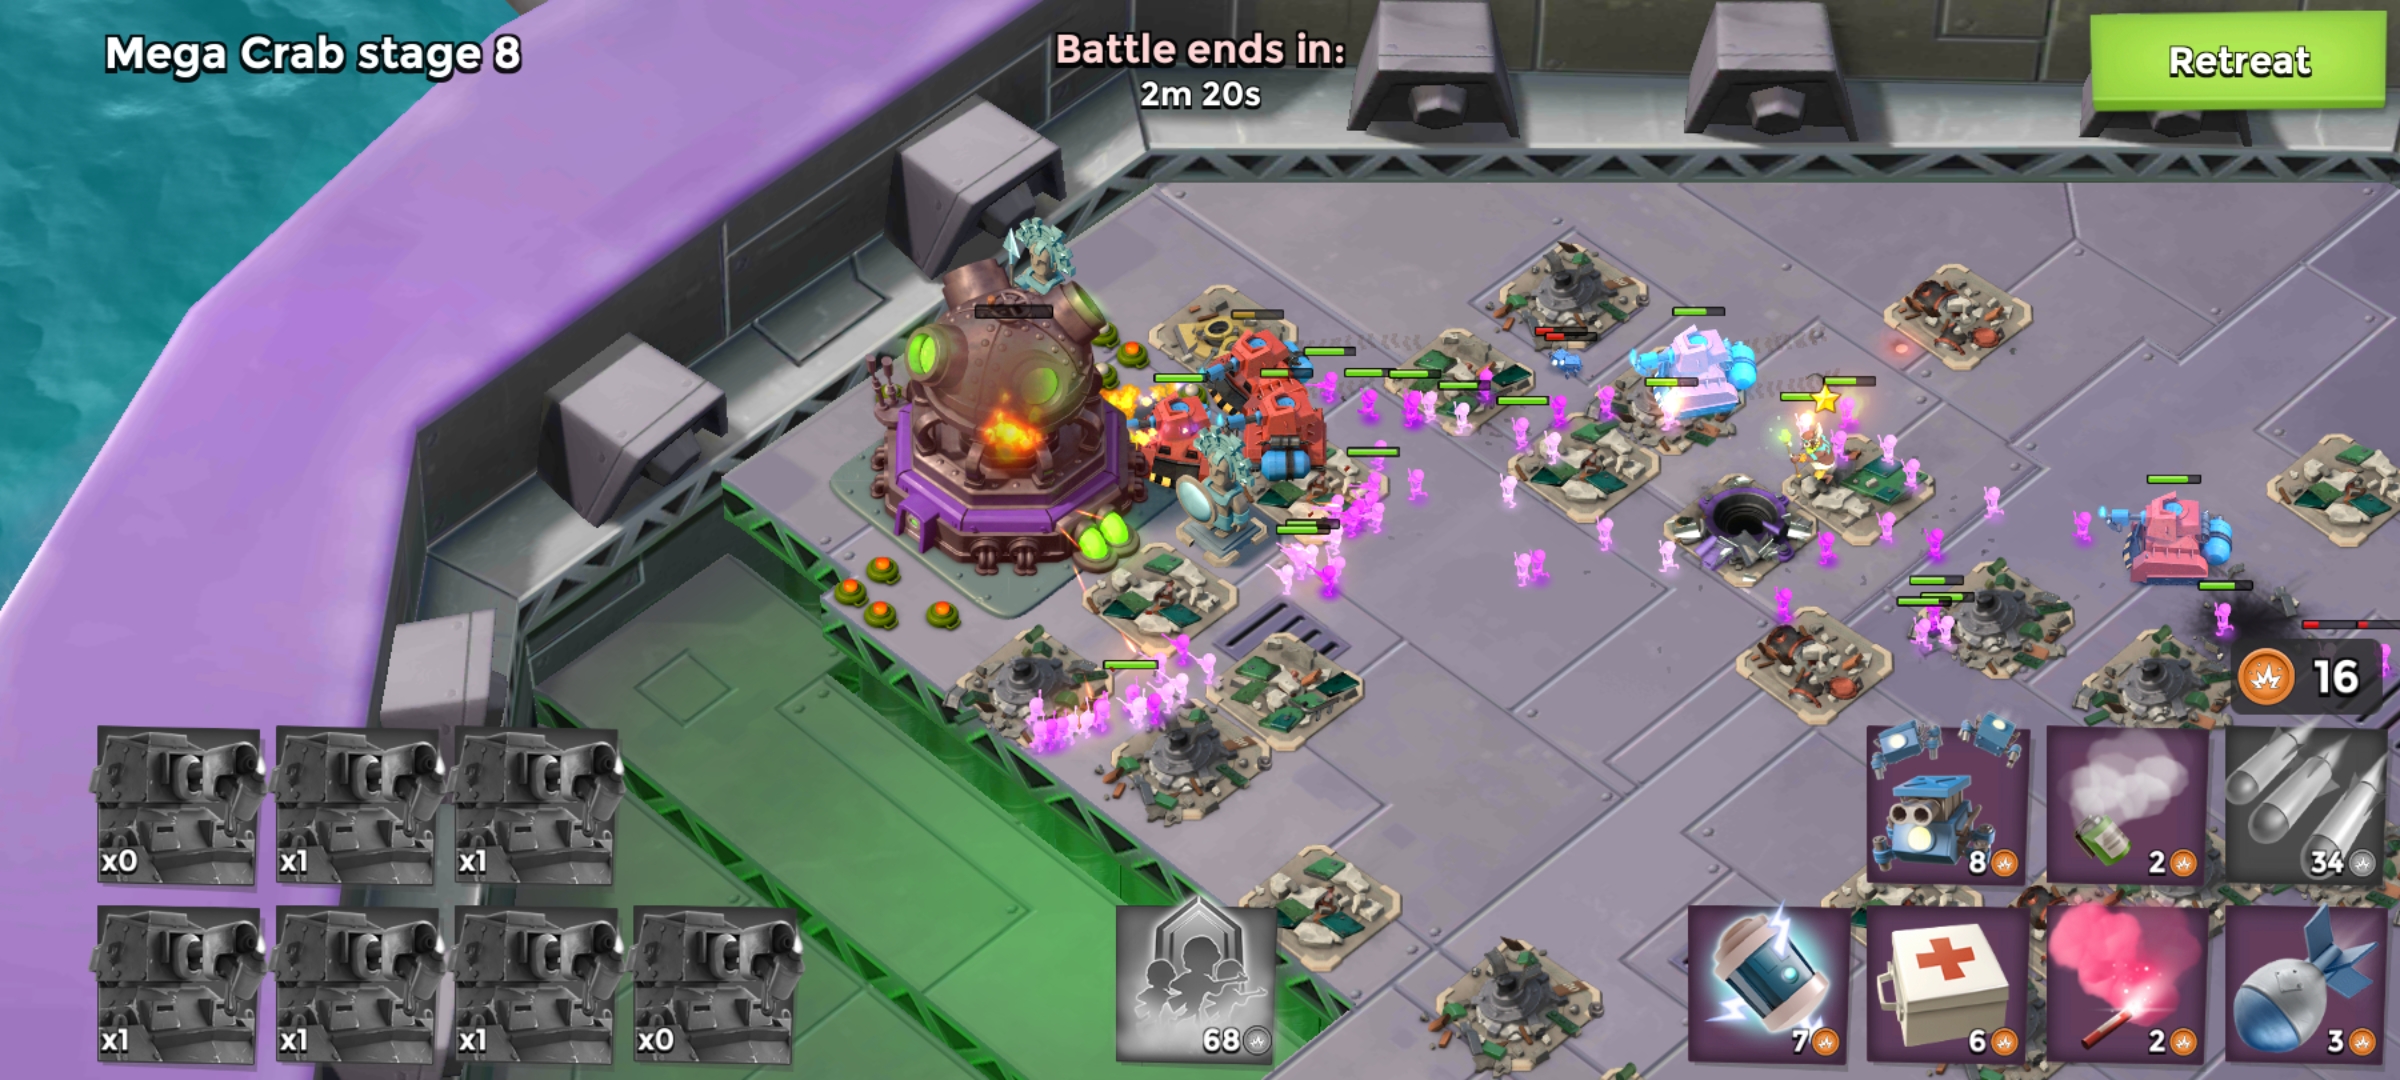 Mega Crab stage 8
Battle ends in:
2m 20s
Retreat
16
x0
x1
x1
8
2
34
x1
x1
x1
x0
68
7
6
2
3